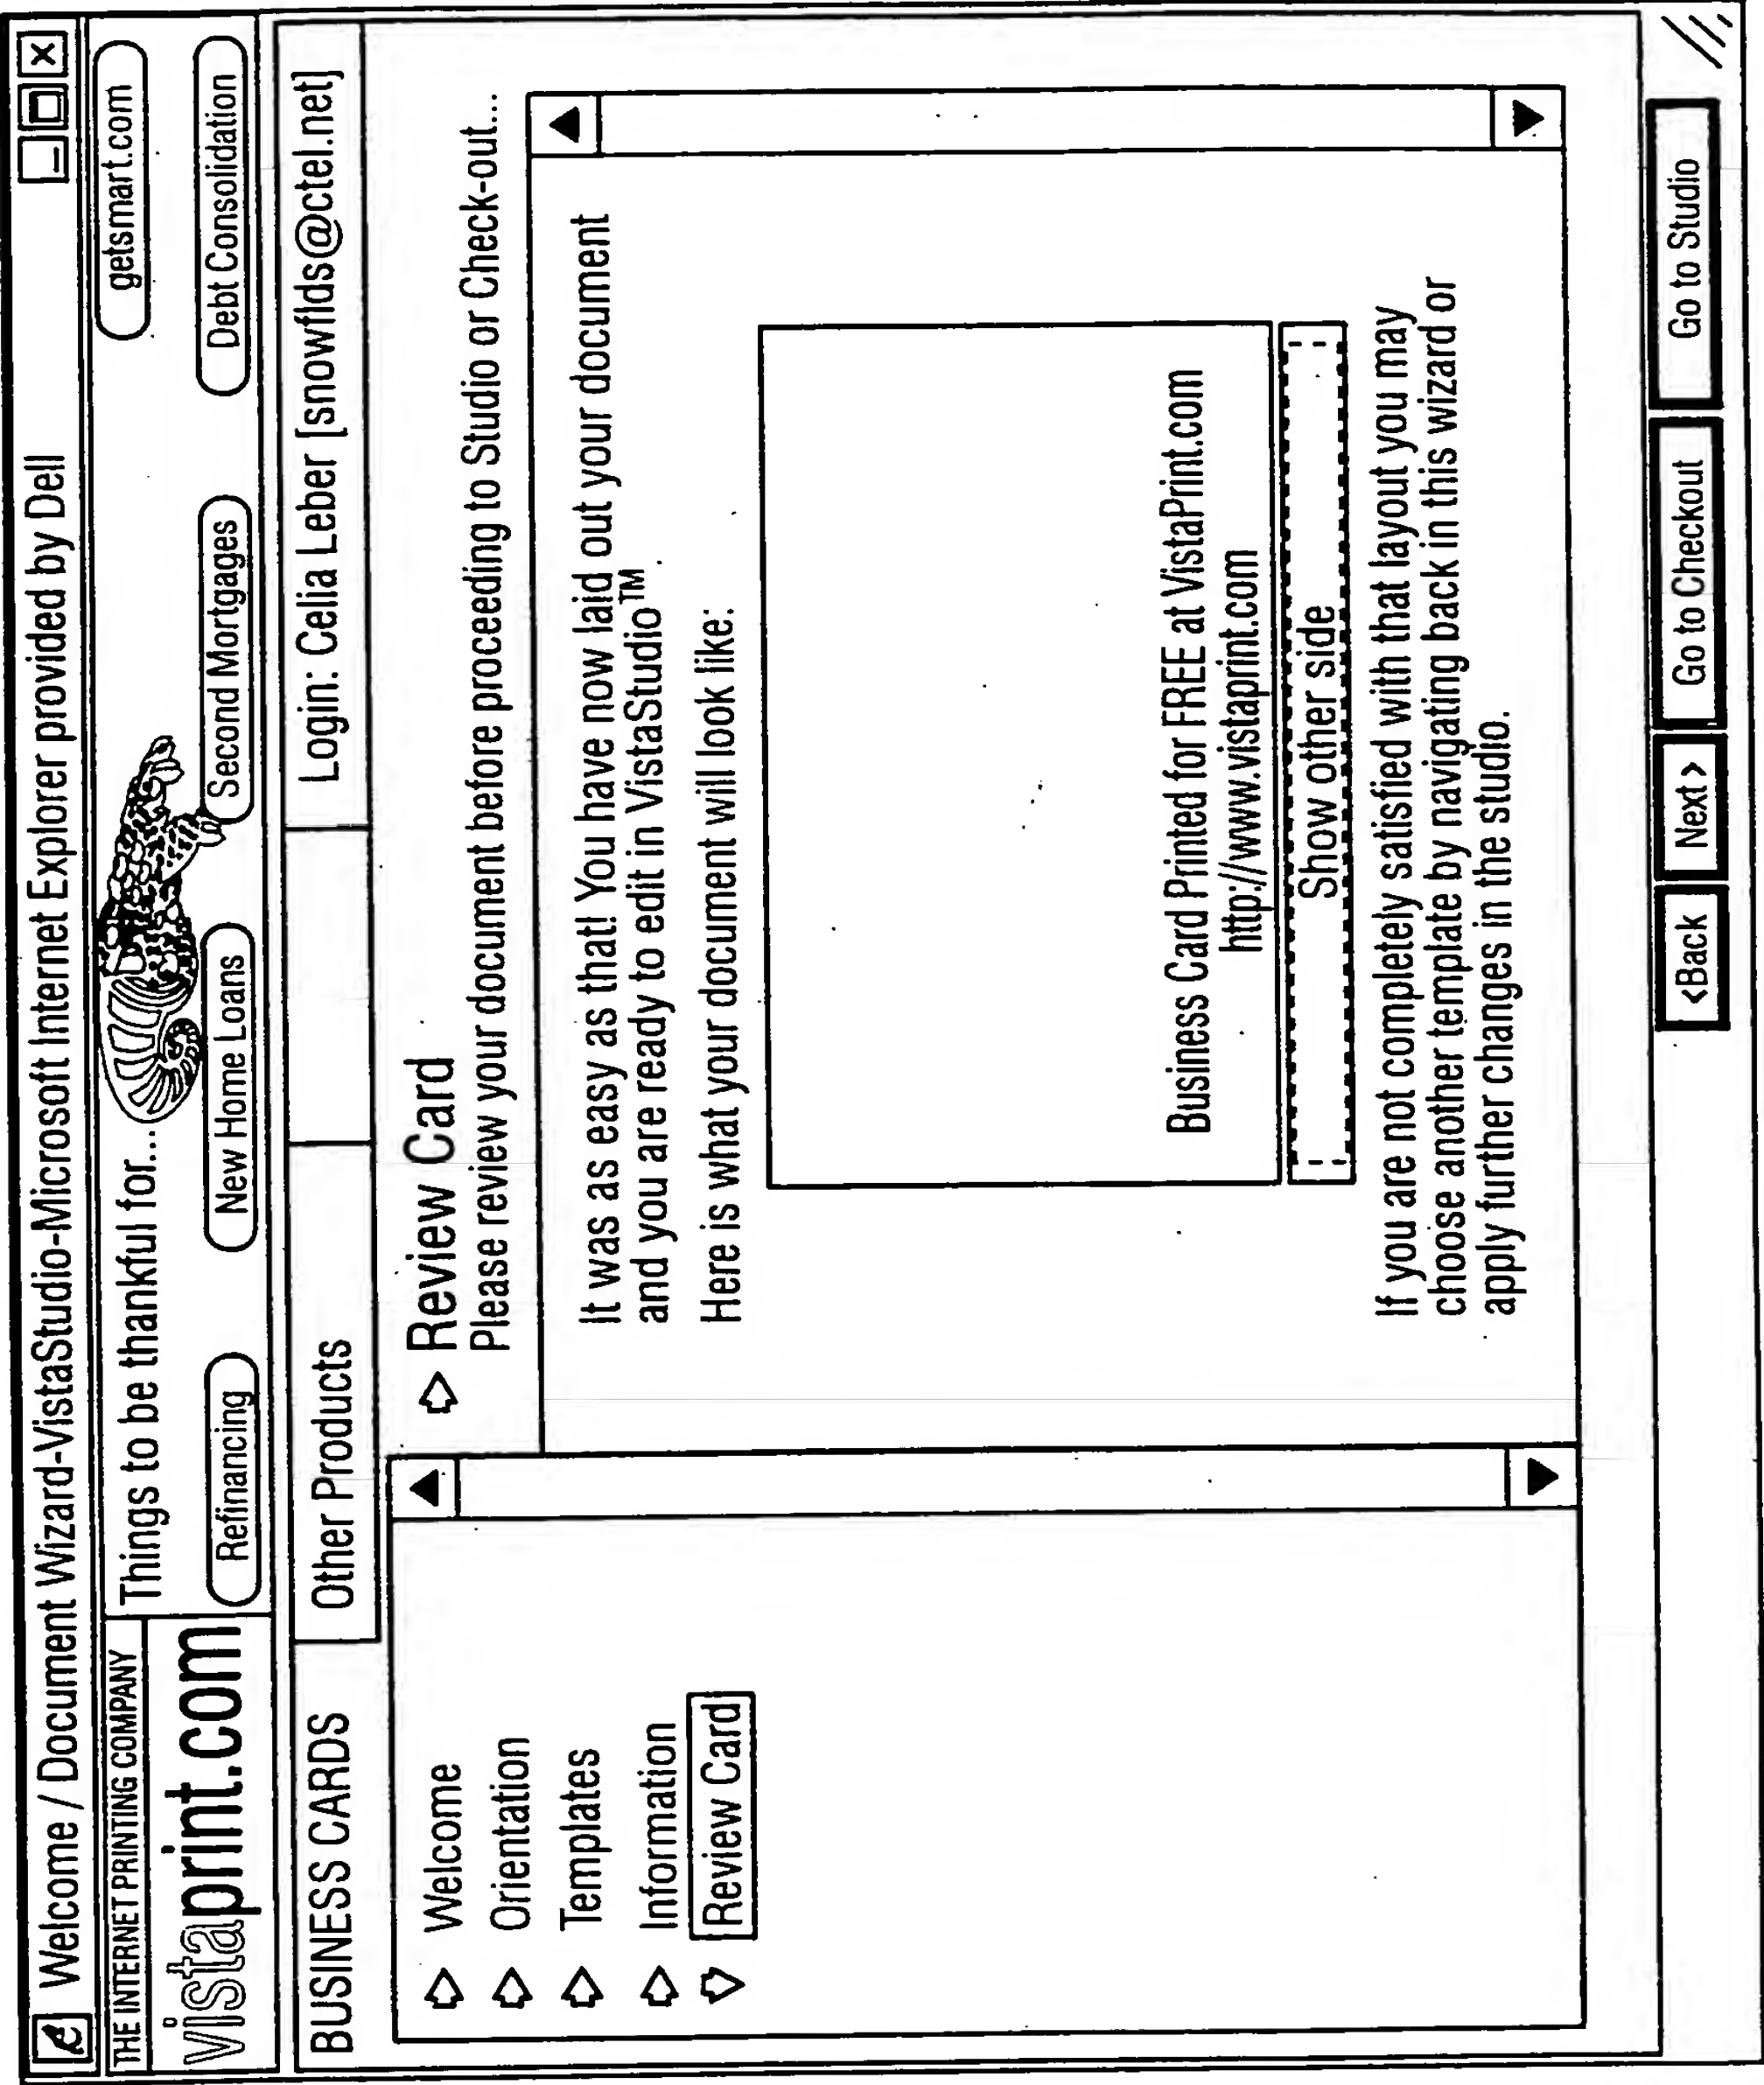 Welcome / Document Wizard-VistaStudio-Microsoft Internet Explorer provided by Dell
THE INTERNET PRINTING COMPANY
vistaprint.com
Things to be thankful for...
getsmart.com
Refinancing
New Home Loans
Second Mortgages
Debt Consolidation
BUSINESS CARDS
Other Products
Login: Celia Leber [snowflds@ctel.net]
Welcome
Orientation
Templates
Information
Review Card
Review Card
Please review your document before proceeding to Studio or Check-out...
It was as easy as that! You have now laid out your document
and you are ready to edit in VistaStudio™
Here is what your document will look like:
Business Card Printed for FREE at VistaPrint.com
http://www.vistaprint.com
Show other side
If you are not completely satisfied with that layout you may
choose another template by navigating back in this wizard or
apply further changes in the studio.
<Back
Next >
Go to Checkout
Go to Studio